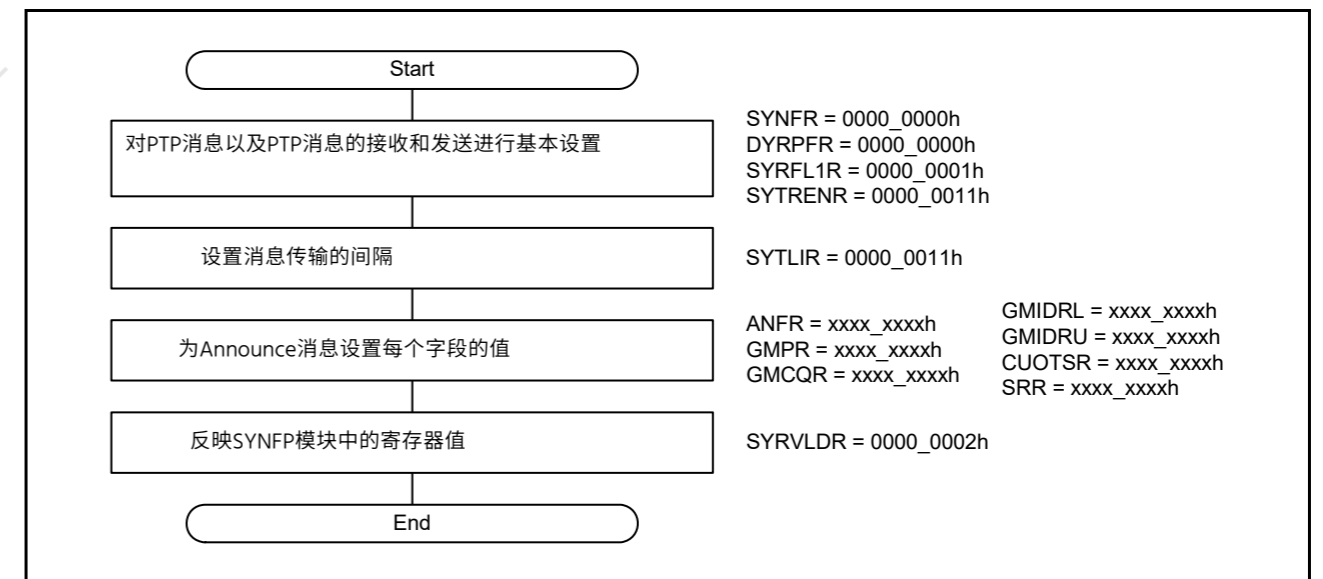 Start
对PTP消息以及PTP消息的接收和发送进行基本设置
SYNFR = 0000_0000h
DYRPFR = 0000_0000h
SYRFL1R = 0000_0001h
SYTRENR = 0000_0011h
设置消息传输的间隔
SYTLIR = 0000_0011h
为Announce消息设置每个字段的值
ANFR = xxxx_xxxxh
GMPR = xxxx_xxxxh
GMCQR = xxxx_xxxxh
GMIDRL = xxxx_xxxxh
GMIDRU = xxxx_xxxxh
CUOTSR = xxxx_xxxxh
SRR = xxxx_xxxxh
反映SYNFP模块中的寄存器值
SYRVLDR = 0000_0002h
End